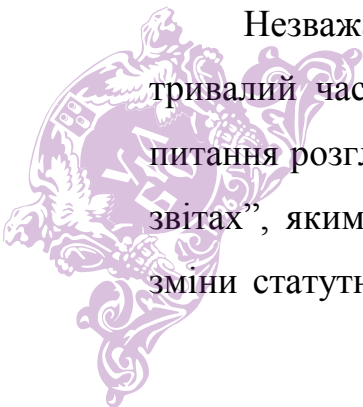 Незваж
тривалий час
питання розгл
звітах”, яким
зміни статутн